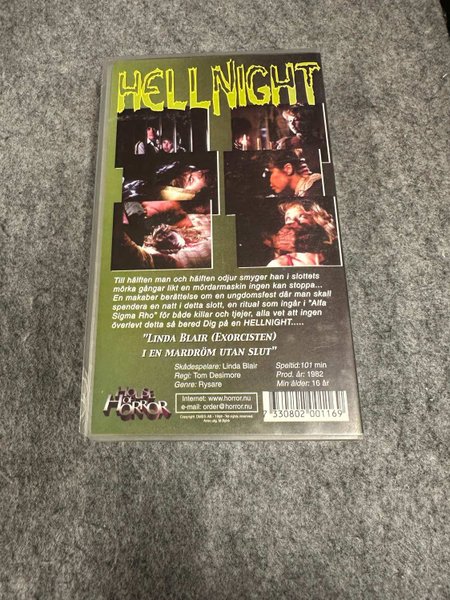 HELLNIGHT
Till hälften man och hälften odjur smyger han i slottets
mörka gångar likt en mördarmaskin ingen kan stoppa...
En makaber berättelse om en ungdomsfest där man skall
spendera en natt i detta slott, en ritual som ingår i "Alfa
Sigma Rho" för både killar och tjejer, alla vet att ingen
överlevt detta så bered Dig på en HELLNIGHT.....
"LINDA BLAIR (EXORCISTEN)
I EN MARDRÖM UTAN SLUT"
Skådespelare: Linda Blair
Regi: Tom Desimore
Genre: Rysare
Speltid:101 min
Prod. år: 1982
Min ålder: 16 år
HOUSE OF HORROR
Internet: www.horror.nu
e-mail: order@horror.nu
7 330802 001169